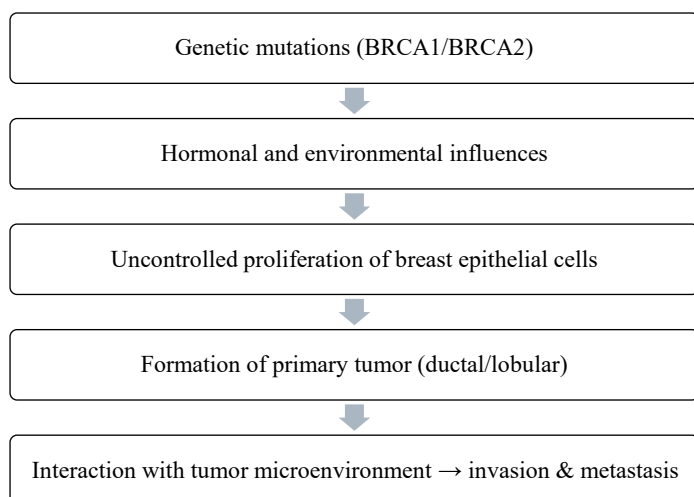 Genetic mutations (BRCA1/BRCA2)
Hormonal and environmental influences
Uncontrolled proliferation of breast epithelial cells
Formation of primary tumor (ductal/lobular)
Interaction with tumor microenvironment → invasion & metastasis